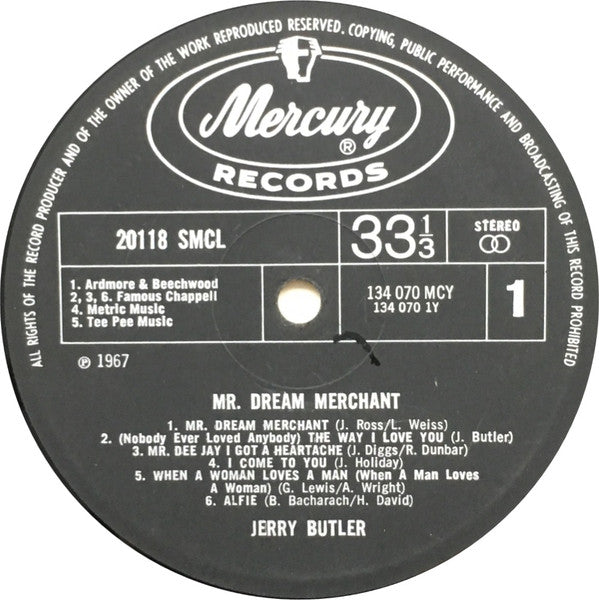 ALL RIGHTS OF THE RECORD PRODUCER AND OF THE OWNER OF THE WORK REPRODUCED RESERVED. COPYING, PUBLIC PERFORMANCE AND BROADCASTING OF THIS RECORD PROHIBITED
Mercury ®
RECORDS
20118 SMCL
33 1/3
STEREO
1. Ardmore & Beechwood
2, 3, 6. Famous Chappell
4. Metric Music
5. Tee Pee Music
134 070 MCY
134 070 1Y
1
℗ 1967
MR. DREAM MERCHANT
1. MR. DREAM MERCHANT (J. Ross/L. Weiss)
2. (Nobody Ever Loved Anybody) THE WAY I LOVE YOU (J. Butler)
3. MR. DEE JAY I GOT A HEARTACHE (J. Diggs/R. Dunbar)
4. I COME TO YOU (J. Holiday)
5. WHEN A WOMAN LOVES A MAN (When A Man Loves
A Woman) (G. Lewis/A. Wright)
6. ALFIE (B. Bacharach/H. David)
JERRY BUTLER